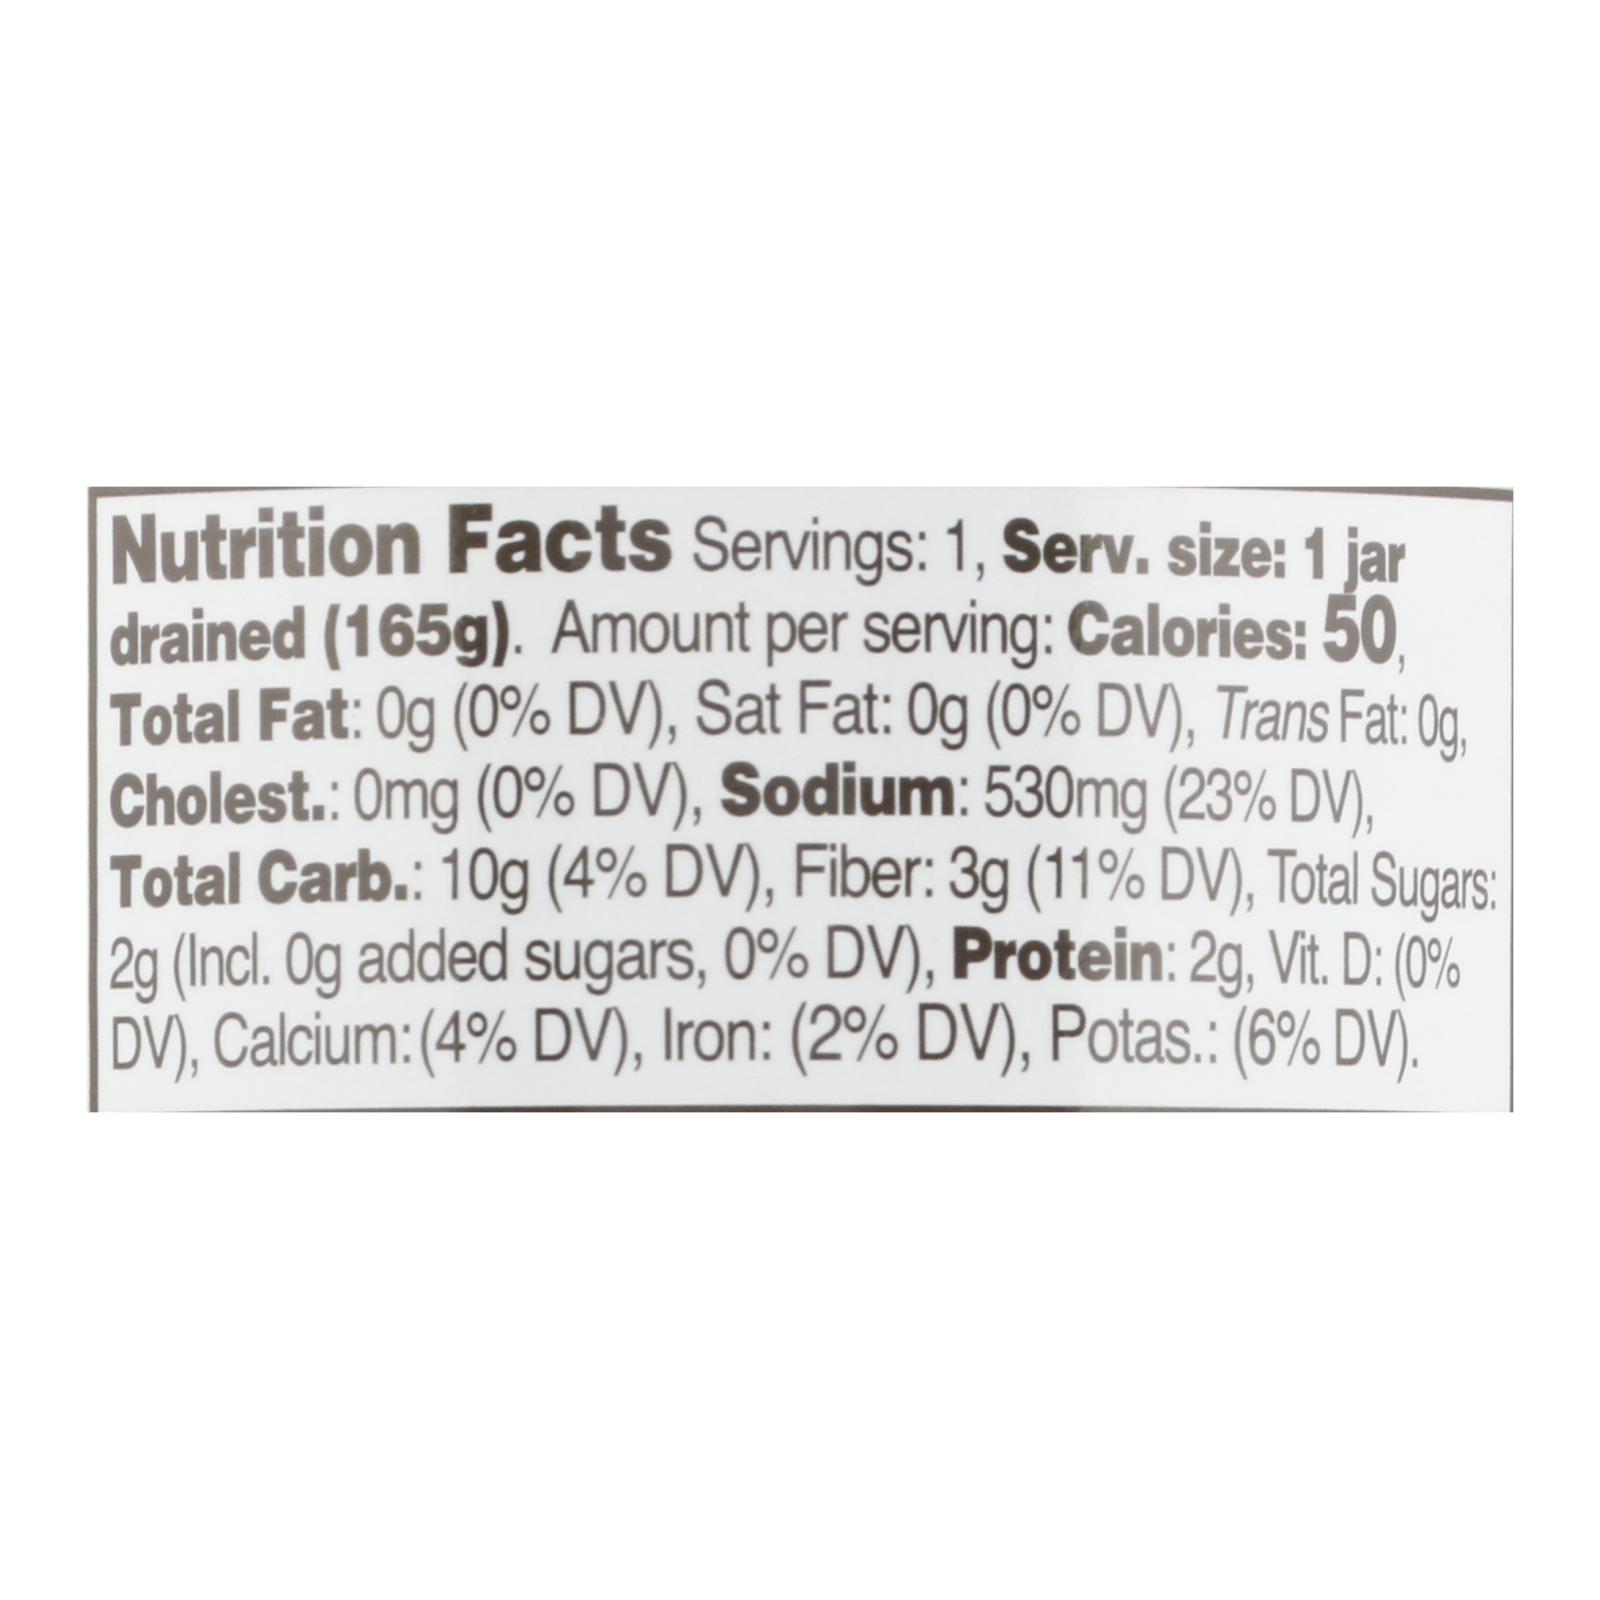 Nutrition Facts Servings: 1, Serv. size: 1 jar
drained (165g). Amount per serving: Calories: 50,
Total Fat: 0g (0% DV), Sat Fat: 0g (0% DV), Trans Fat: 0g,
Cholest.: 0mg (0% DV), Sodium: 530mg (23% DV),
Total Carb.: 10g (4% DV), Fiber: 3g (11% DV), Total Sugars:
2g (Incl. 0g added sugars, 0% DV), Protein: 2g, Vit. D: (0%
DV), Calcium: (4% DV), Iron: (2% DV), Potas.: (6% DV).